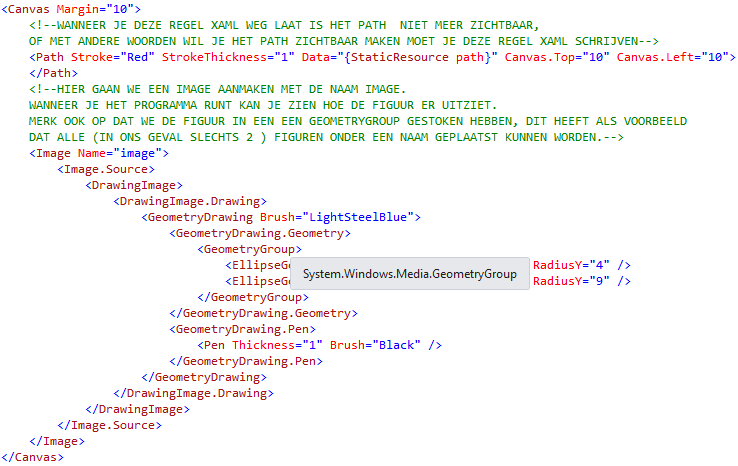 <Canvas Margin="10">
<!--WANNEER JE DEZE REGEL XAML WEG LAAT IS HET PATH  NIET MEER ZICHTBAAR,
OF MET ANDERE WOORDEN WIL JE HET PATH ZICHTBAAR MAKEN MOET JE DEZE REGEL XAML SCHRIJVEN-->
<Path Stroke="Red" StrokeThickness="1" Data="{StaticResource path}" Canvas.Top="10" Canvas.Left="10">
</Path>
<!--HIER GAAN WE EEN IMAGE AANMAKEN MET DE NAAM IMAGE.
WANNEER JE HET PROGRAMMA RUNT KAN JE ZIEN HOE DE FIGUUR ER UITZIET.
MERK OOK OP DAT WE DE FIGUUR IN EEN EEN GEOMETRYGROUP GESTOKEN HEBBEN, DIT HEEFT ALS VOORBEELD
DAT ALLE (IN ONS GEVAL SLECHTS 2 ) FIGUREN ONDER EEN NAAM GEPLAATST KUNNEN WORDEN.-->
<Image Name="image">
<Image.Source>
<DrawingImage>
<DrawingImage.Drawing>
<GeometryDrawing Brush="LightSteelBlue">
<GeometryDrawing.Geometry>
<GeometryGroup>
<EllipseGe RadiusY="4" />
System.Windows.Media.GeometryGroup
<EllipseGe RadiusY="9" />
</GeometryGroup>
</GeometryDrawing.Geometry>
<GeometryDrawing.Pen>
<Pen Thickness="1" Brush="Black" />
</GeometryDrawing.Pen>
</GeometryDrawing>
</DrawingImage.Drawing>
</DrawingImage>
</Image.Source>
</Image>
</Canvas>